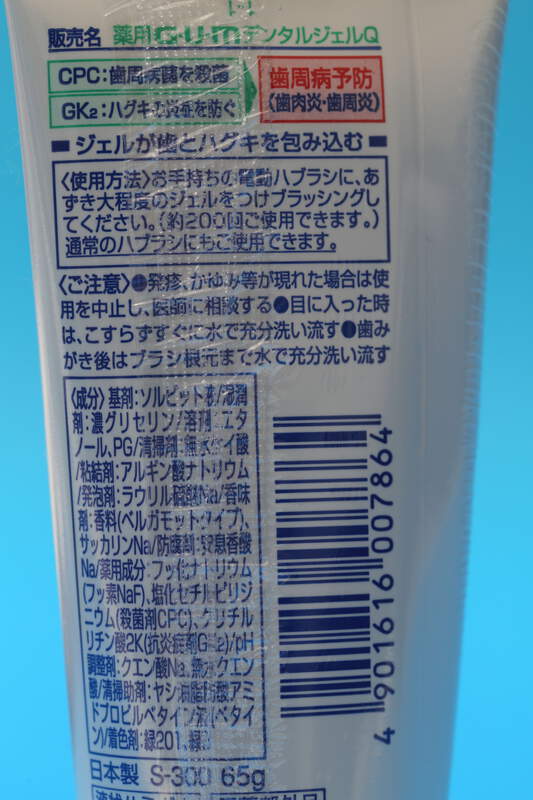 販売名 薬用G・U・MデンタルジェルQ
CPC:歯周病菌を殺菌
GK2:ハグキの炎症を防ぐ
歯周病予防
(歯肉炎・歯周炎)
ジェルが歯とハグキを包み込む
〈使用方法〉お手持ちの電動ハブラシに、あ
ずき大程度のジェルをつけブラッシングし
てください。(約200回ご使用できます。)
通常のハブラシにもご使用できます。
〈ご注意〉●発疹、かゆみ等が現れた場合は使
用を中止し、医師に相談する●目に入った時
は、こすらずすぐに水で充分洗い流す●歯み
がき後はブラシ根元まで水で充分洗い流す
〈成分〉基剤:ソルビット液/湿潤
剤:濃グリセリン/溶剤:エタ
ノール、PG/清掃剤:無水ケイ酸
/粘結剤:アルギン酸ナトリウム
/発泡剤:ラウリル硫酸Na/香味
剤:香料(ベルガモットタイプ)、
サッカリンNa/防腐剤:安息香酸
Na/薬用成分:フッ化ナトリウム
(フッ素NaF)、塩化セチルピリジ
ニウム(殺菌剤CPC)、グリチル
リチン酸2K(抗炎症剤GK2)/pH
調整剤:クエン酸Na、無水クエン
酸/清掃助剤:ヤシ油脂肪酸アミ
ドプロピルベタイン液(ベタイ
ン)/着色剤:緑201、緑3
4 901616 007864
日本製 S-300 65g